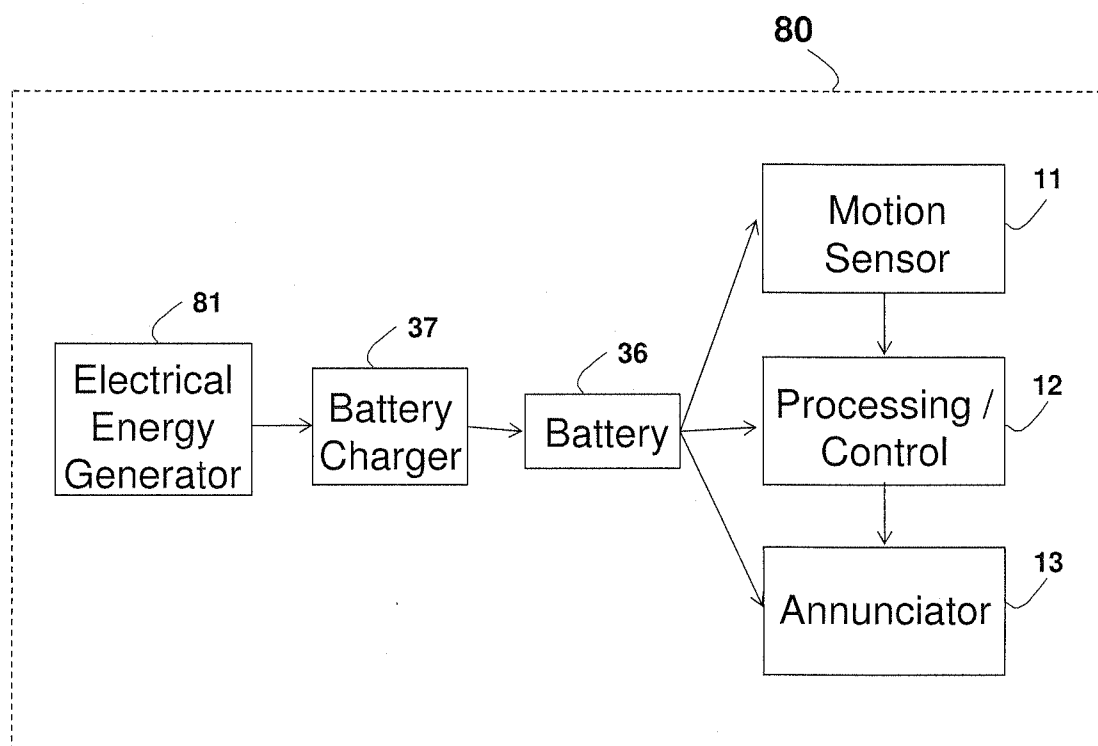 80
11
Motion
Sensor
81
Electrical
Energy
Generator
37
Battery
Charger
36
Battery
12
Processing /
Control
13
Annunciator